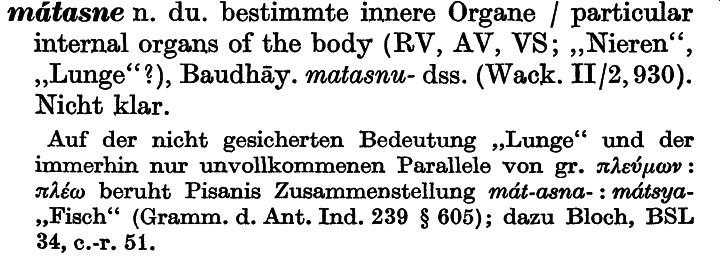 mátasne n. du. bestimmte innere Organe / particular
internal organs of the body (RV, AV, VS; „Nieren“,
„Lunge“?), Baudhāy. matasnu- dss. (Wack. II/2, 930).
Nicht klar.
Auf der nicht gesicherten Bedeutung „Lunge“ und der
immerhin nur unvollkommenen Parallele von gr. πλεύμων :
πλέω beruht Pisanis Zusammenstellung mát-asna- : mátsya-
„Fisch“ (Gramm. d. Ant. Ind. 239 § 605); dazu Bloch, BSL
34, c.-r. 51.